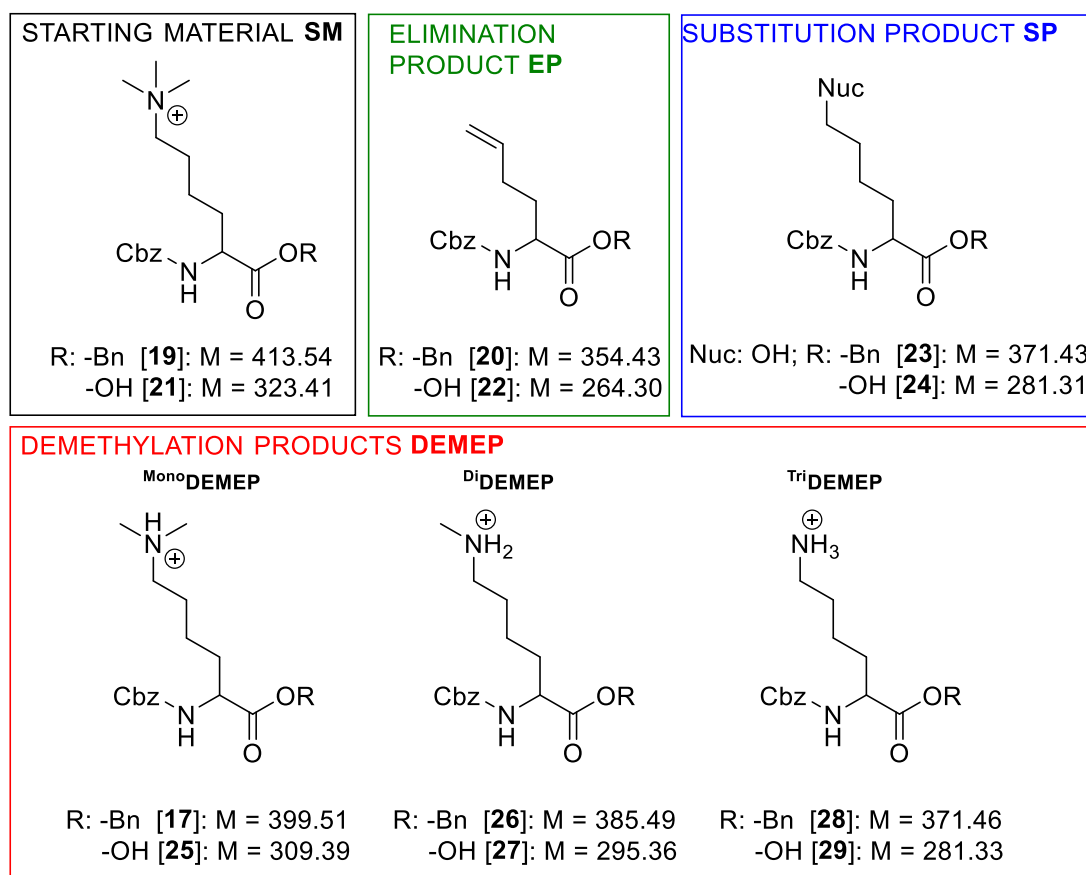 STARTING MATERIAL SM
N
⊕
Cbz
N
H
O
OR
R: -Bn [19]: M = 413.54
-OH [21]: M = 323.41
ELIMINATION
PRODUCT EP
Cbz
N
H
O
OR
R: -Bn [20]: M = 354.43
-OH [22]: M = 264.30
SUBSTITUTION PRODUCT SP
Nuc
Cbz
N
H
O
OR
Nuc: OH; R: -Bn [23]: M = 371.43
-OH [24]: M = 281.31
DEMETHYLATION PRODUCTS DEMEP
MonoDEMEP
H
N
⊕
Cbz
N
H
O
OR
R: -Bn [17]: M = 399.51
-OH [25]: M = 309.39
DiDEMEP
⊕
NH2
Cbz
N
H
O
OR
R: -Bn [26]: M = 385.49
-OH [27]: M = 295.36
TriDEMEP
⊕
NH3
Cbz
N
H
O
OR
R: -Bn [28]: M = 371.46
-OH [29]: M = 281.33